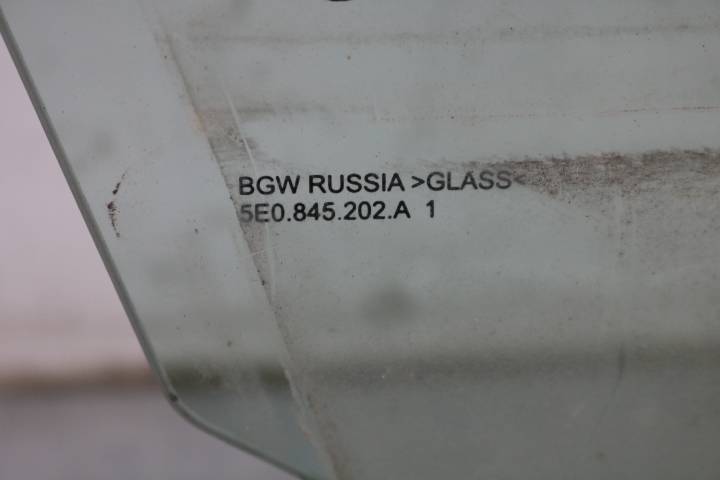 BGW RUSSIA >GLASS<
5E0.845.202.A 1